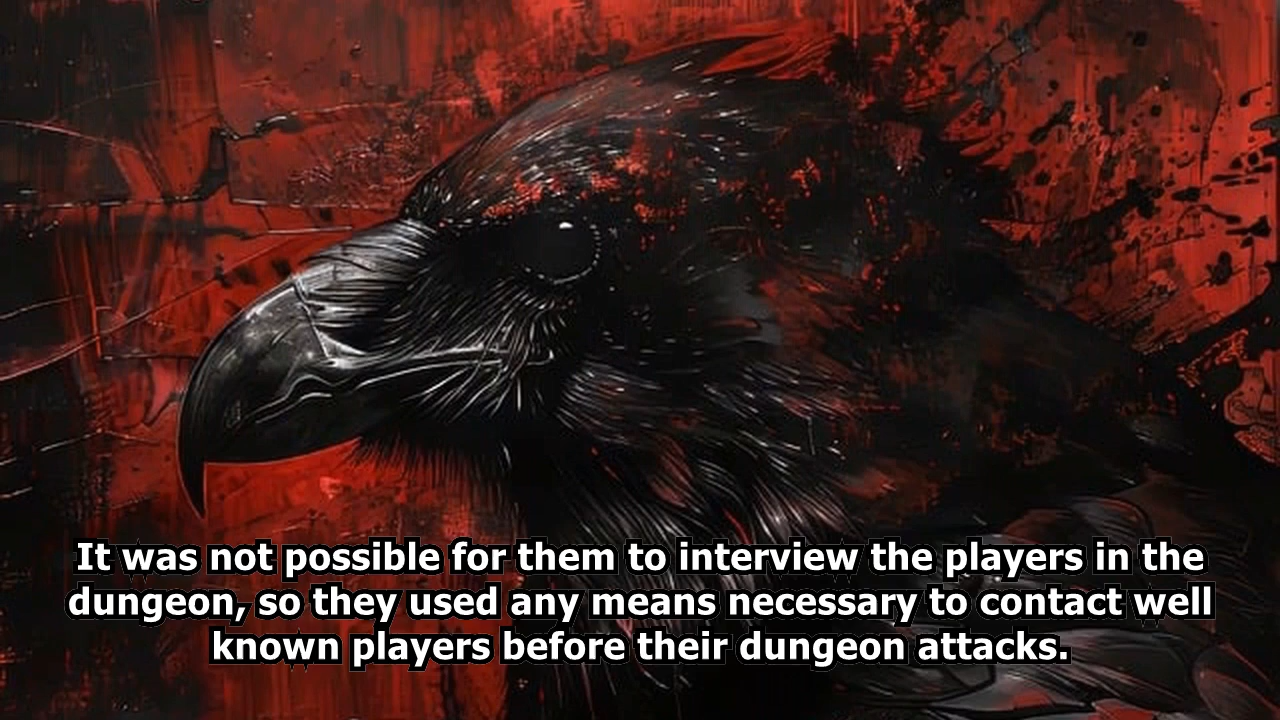 It was not possible for them to interview the players in the
dungeon, so they used any means necessary to contact well
known players before their dungeon attacks.